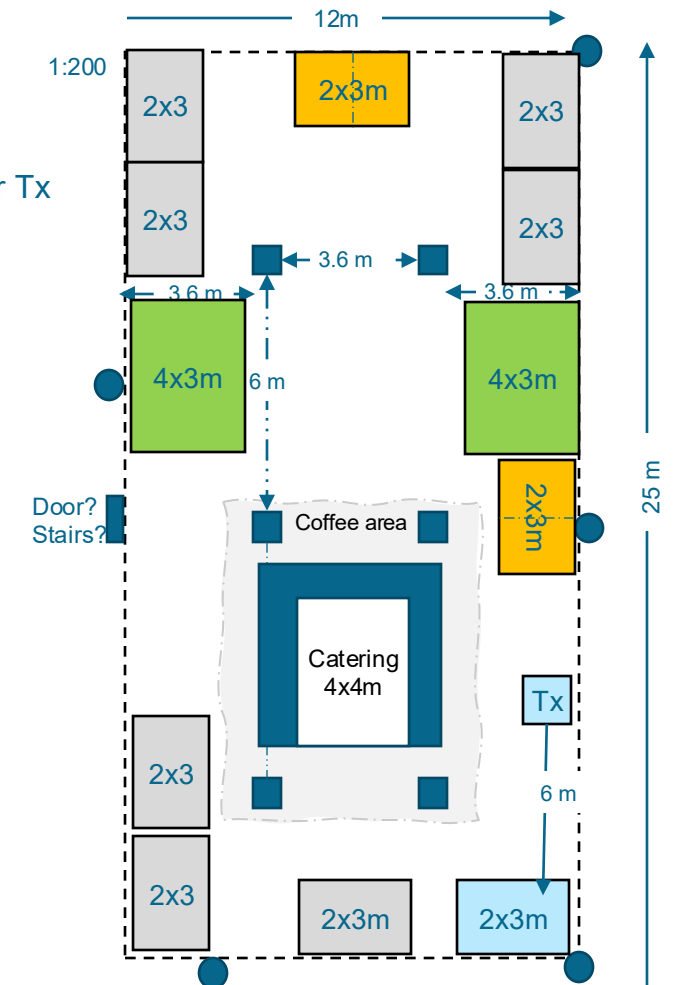 12m
1:200
2x3
2x3m
2x3
r Tx
2x3
2x3
3.6 m
3.6 m
3.6 m
4x3m
6 m
4x3m
25 m
2x3m
Door?
Stairs?
Coffee area
Catering
4x4m
Tx
2x3
6 m
2x3
2x3m
2x3m